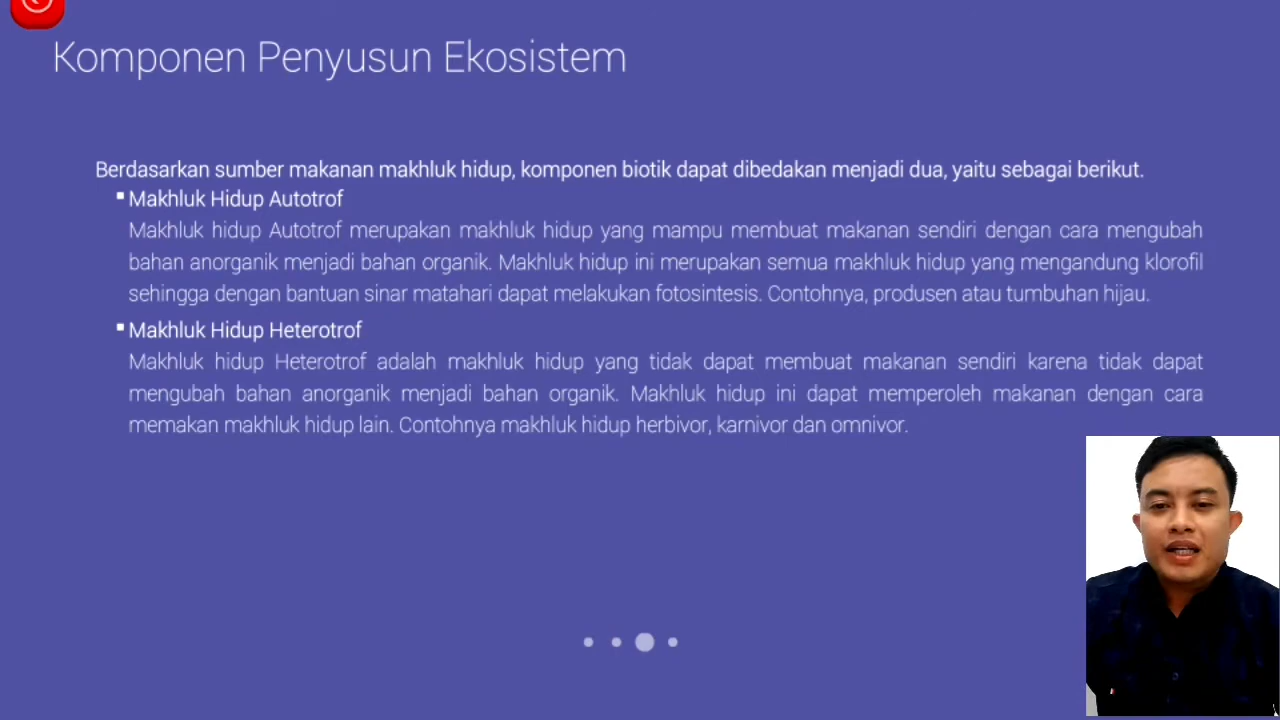 Komponen Penyusun Ekosistem
Berdasarkan sumber makanan makhluk hidup, komponen biotik dapat dibedakan menjadi dua, yaitu sebagai berikut.
▪ Makhluk Hidup Autotrof
Makhluk hidup Autotrof merupakan makhluk hidup yang mampu membuat makanan sendiri dengan cara mengubah
bahan anorganik menjadi bahan organik. Makhluk hidup ini merupakan semua makhluk hidup yang mengandung klorofil
sehingga dengan bantuan sinar matahari dapat melakukan fotosintesis. Contohnya, produsen atau tumbuhan hijau.
▪ Makhluk Hidup Heterotrof
Makhluk hidup Heterotrof adalah makhluk hidup yang tidak dapat membuat makanan sendiri karena tidak dapat
mengubah bahan anorganik menjadi bahan organik. Makhluk hidup ini dapat memperoleh makanan dengan cara
memakan makhluk hidup lain. Contohnya makhluk hidup herbivor, karnivor dan omnivor.